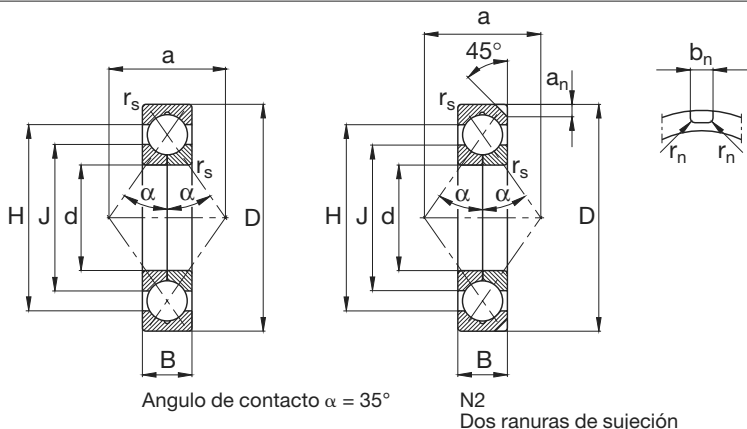 a
r_s
r_s
α α
H J d D
B
Angulo de contacto α = 35°
a
45°
a_n
r_s
r_s
α α
H J d D
B
N2
Dos ranuras de sujeción
b_n
r_n r_n